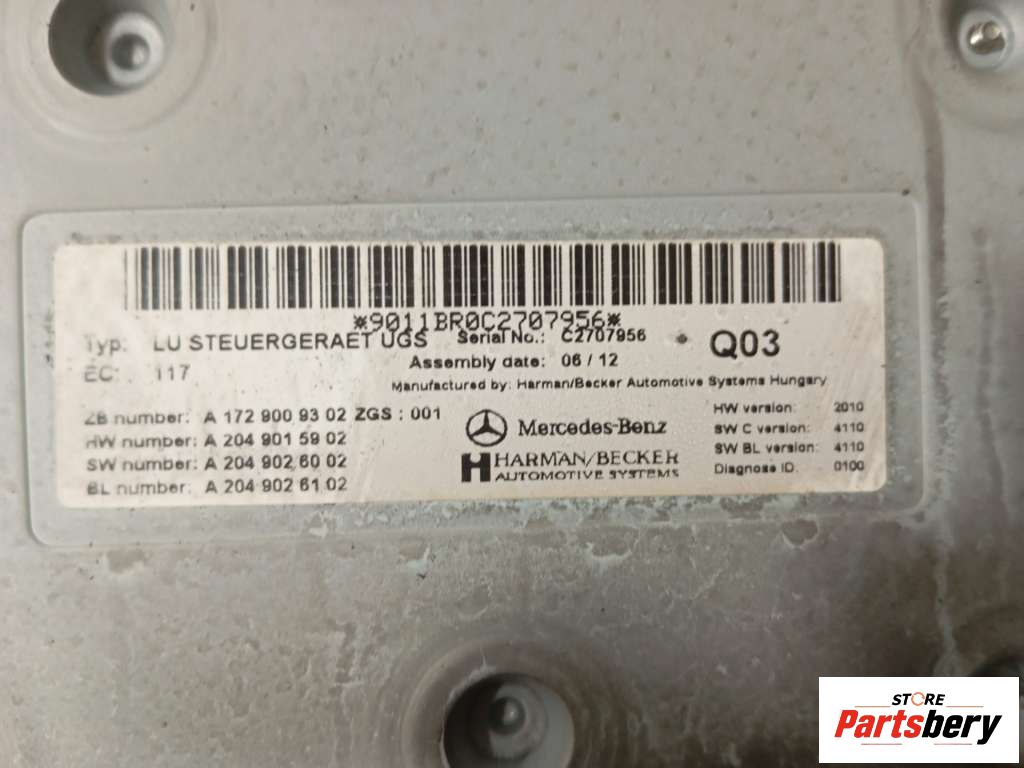 *9011BR0C2707956*
Typ: LU STEUERGERAET UGS Serial No.: C2707956 Q03
Assembly date: 06 / 12
EC: 117
Manufactured by: Harman/Becker Automotive Systems Hungary
ZB number: A 172 900 93 02 ZGS : 001
HW number: A 204 901 59 02
SW number: A 204 902 60 02
BL number: A 204 902 61 02
Mercedes-Benz
HARMAN/BECKER
AUTOMOTIVE SYSTEMS
HW version: 2010
SW C version: 4110
SW BL version: 4110
Diagnose ID. 0100
STORE
Partsbery